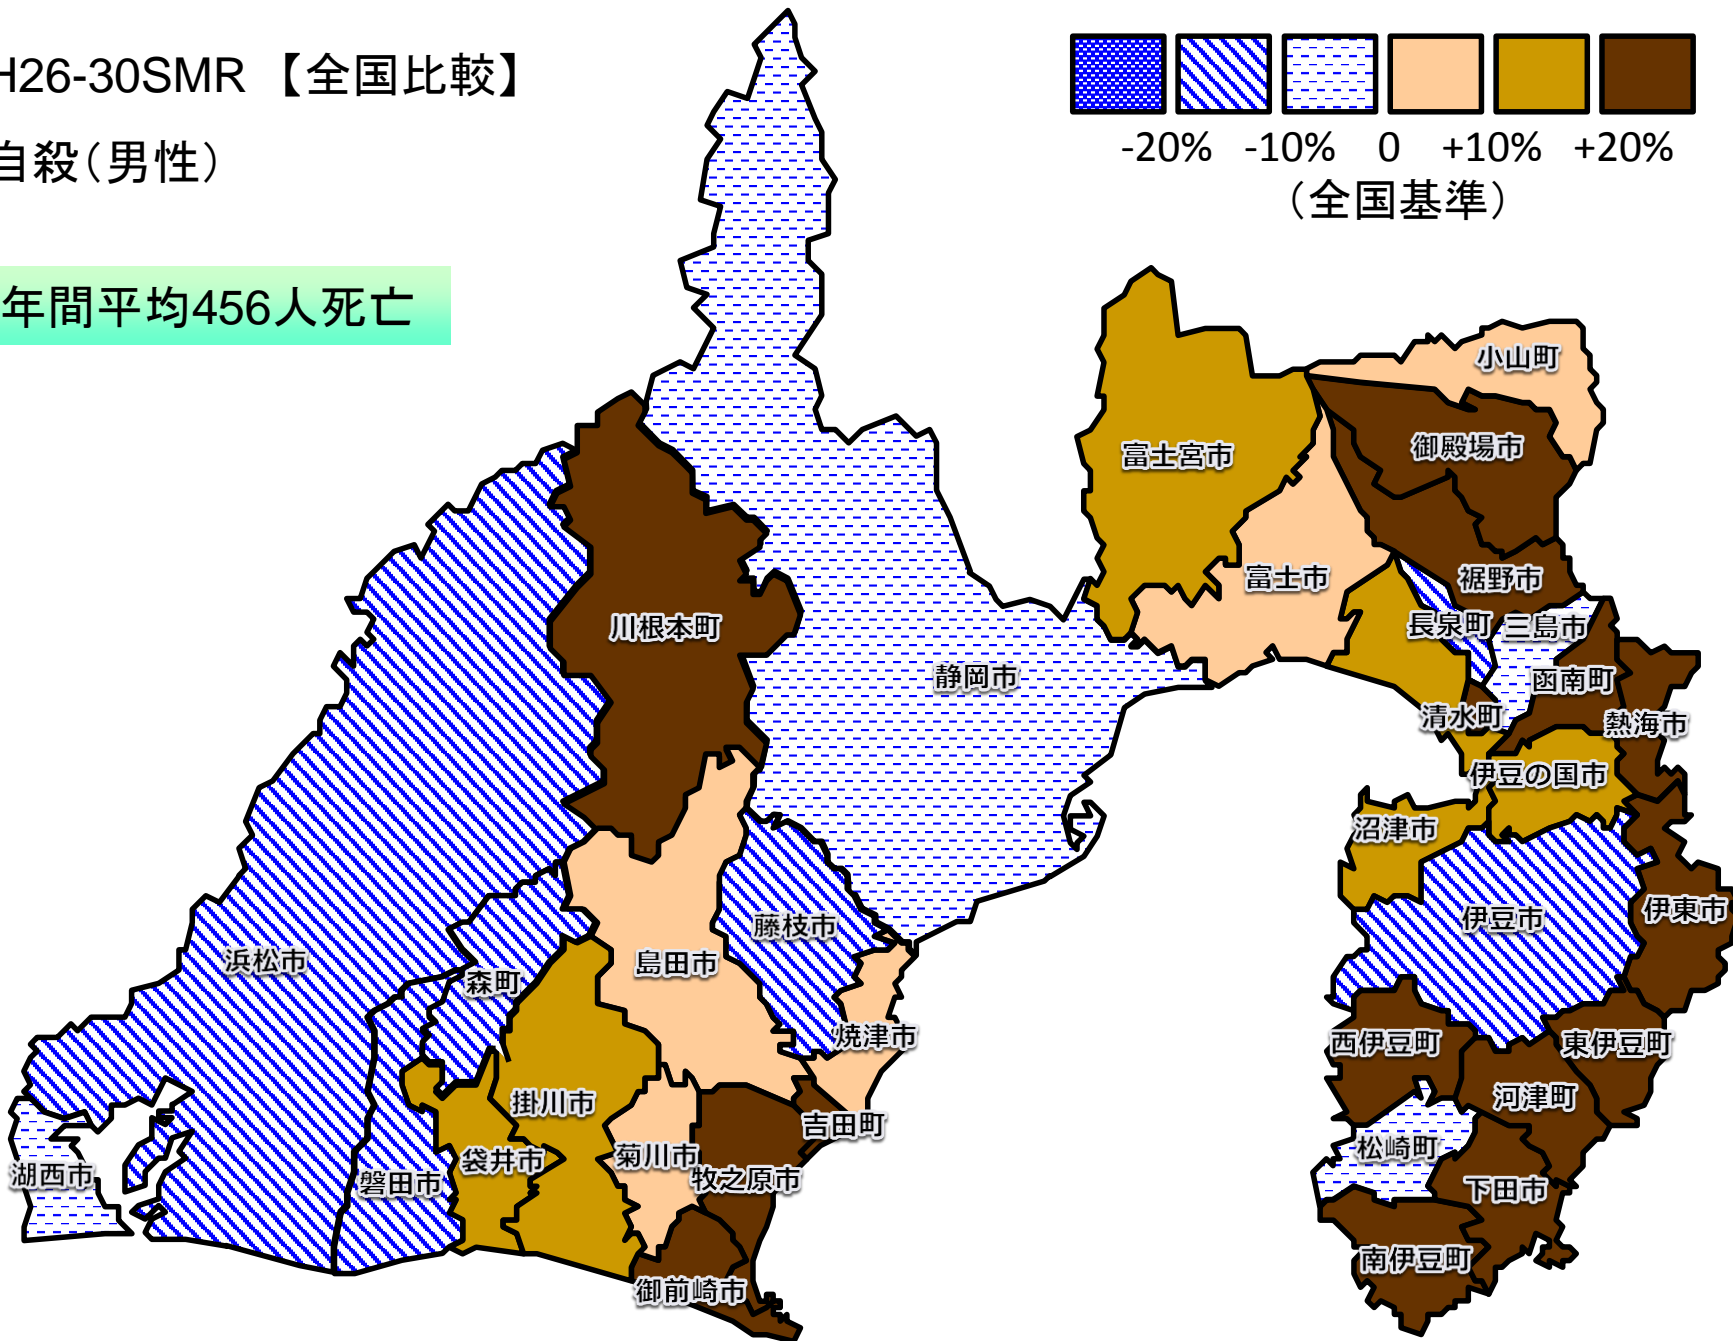 H26-30SMR【全国比較】
自殺（男性）
年間平均456人死亡
-20% -10% 0 +10% +20%
（全国基準）
小山町
御殿場市
富士宮市
富士市
裾野市
長泉町
三島市
川根本町
静岡市
函南町
清水町
熱海市
伊豆の国市
沼津市
伊豆市
伊東市
藤枝市
島田市
浜松市
森町
焼津市
西伊豆町
東伊豆町
河津町
掛川市
吉田町
菊川市
松崎町
袋井市
湖西市
磐田市
牧之原市
下田市
南伊豆町
御前崎市